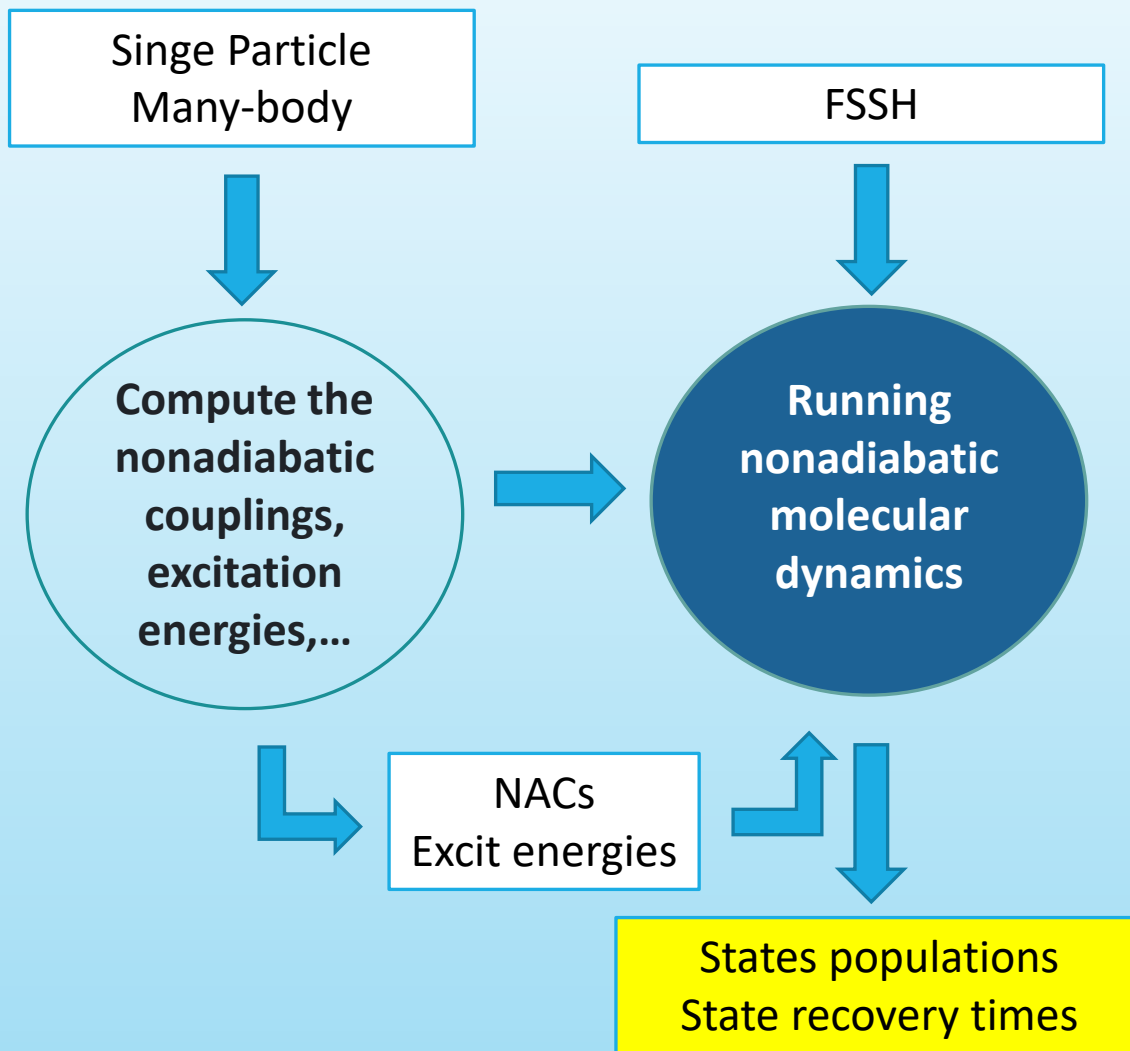 Singe Particle
Many-body
FSSH
Compute the
nonadiabatic
couplings,
excitation
energies,...
Running
nonadiabatic
molecular
dynamics
NACs
Excit energies
States populations
State recovery times